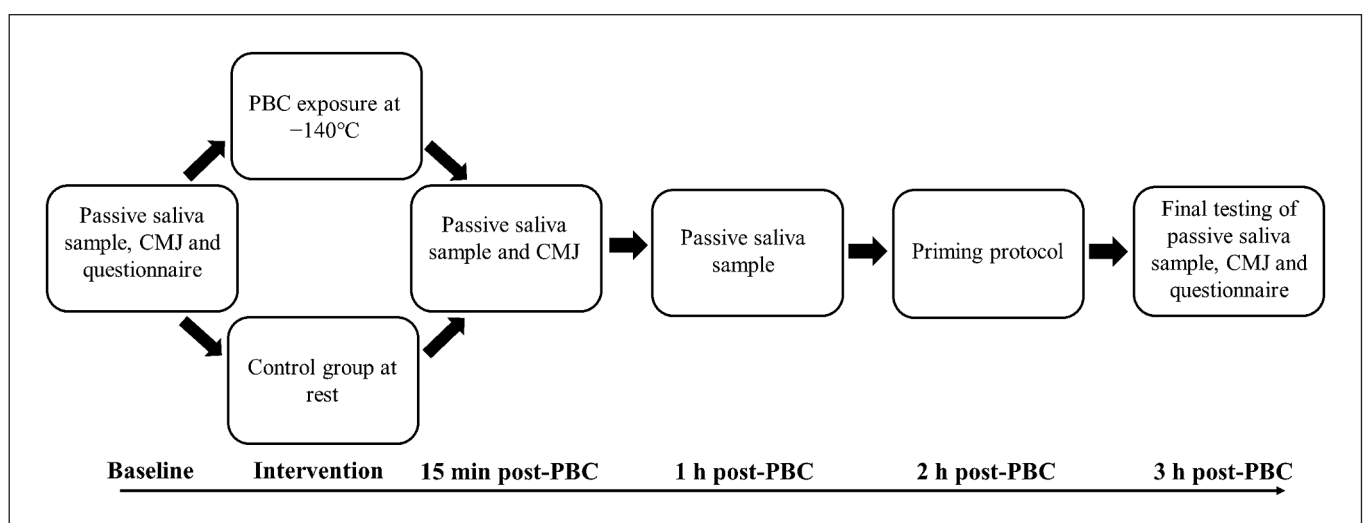 PBC exposure at
−140°C
Passive saliva
sample, CMJ and
questionnaire
Control group at
rest
Passive saliva
sample and CMJ
Passive saliva
sample
Priming protocol
Final testing of
passive saliva
sample, CMJ and
questionnaire
Baseline
Intervention
15 min post-PBC
1 h post-PBC
2 h post-PBC
3 h post-PBC